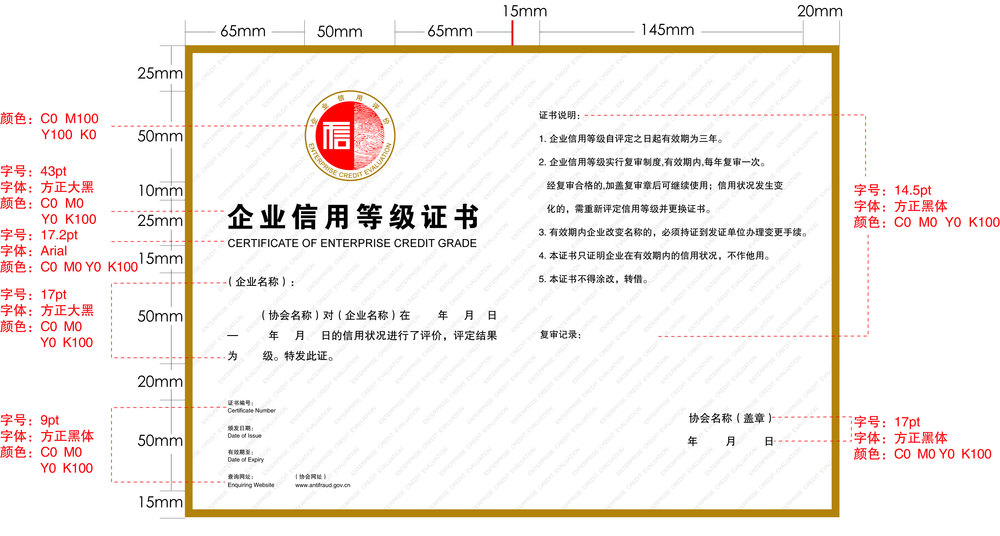 15mm
20mm
65mm
50mm
65mm
145mm
25mm
50mm
10mm
25mm
15mm
50mm
20mm
50mm
15mm
颜色：C0 M100
Y100 K0
字号：43pt
字体：方正大黑
颜色：C0 M0
Y0 K100
字号：17.2pt
字体：Arial
颜色：C0 M0 Y0 K100
字号：17pt
字体：方正大黑
颜色：C0 M0
Y0 K100
字号：9pt
字体：方正黑体
颜色：C0 M0
Y0 K100
企业信用评价
信
ENTERPRISE CREDIT EVALUATION
企业信用等级证书
CERTIFICATE OF ENTERPRISE CREDIT GRADE
（企业名称）：
（协会名称）对（企业名称）在 年 月 日
— 年 月 日的信用状况进行了评价，评定结果
为 级。特发此证。
证书编号：
Certificate Number
颁发日期：
Date of Issue
有效期至：
Date of Expiry
查询网址： （协会网址）
Enquiring Website www.antifraud.gov.cn
证书说明：
1. 企业信用等级自评定之日起有效期为三年。
2. 企业信用等级实行复审制度,有效期内,每年复审一次。
经复审合格的,加盖复审章后可继续使用；信用状况发生变
化的，需重新评定信用等级并更换证书。
3. 有效期内企业改变名称的，必须持证到发证单位办理变更手续。
4. 本证书只证明企业在有效期内的信用状况，不作他用。
5. 本证书不得涂改，转借。
复审记录：
协会名称（盖章）
年 月 日
字号：14.5pt
字体：方正黑体
颜色：C0 M0 Y0 K100
字号：17pt
字体：方正黑体
颜色：C0 M0 Y0 K100
ENTERPRISE CREDIT EVALUATION